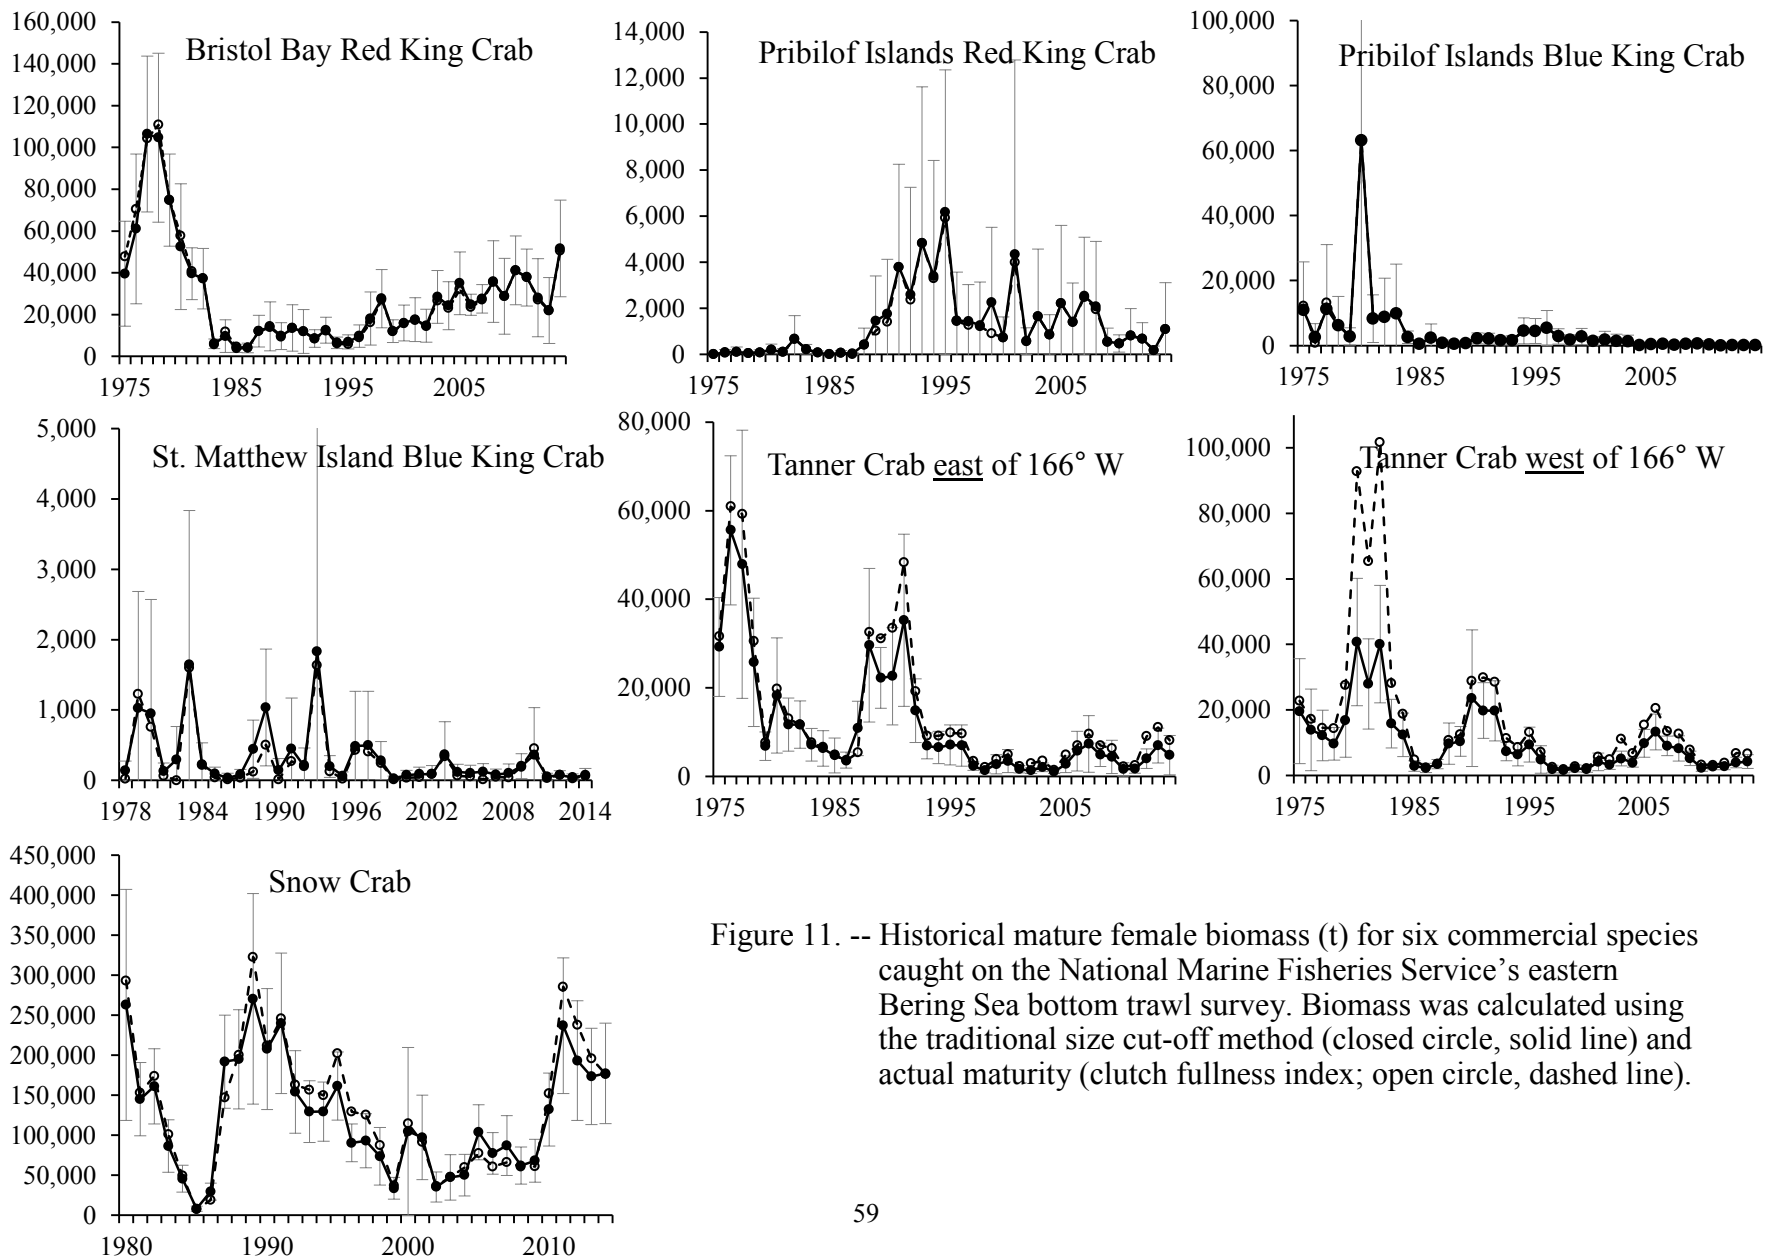 Bristol Bay Red King Crab
160,000
140,000
120,000
100,000
80,000
60,000
40,000
20,000
0
1975 1985 1995 2005
Pribilof Islands Red King Crab
14,000
12,000
10,000
8,000
6,000
4,000
2,000
0
1975 1985 1995 2005
Pribilof Islands Blue King Crab
100,000
80,000
60,000
40,000
20,000
0
1975 1985 1995 2005
St. Matthew Island Blue King Crab
5,000
4,000
3,000
2,000
1,000
0
1978 1984 1990 1996 2002 2008 2014
Tanner Crab east of 166° W
80,000
60,000
40,000
20,000
0
1975 1985 1995 2005
Tanner Crab west of 166° W
100,000
80,000
60,000
40,000
20,000
0
1975 1985 1995 2005
Snow Crab
450,000
400,000
350,000
300,000
250,000
200,000
150,000
100,000
50,000
0
1980 1990 2000 2010
Figure 11. -- Historical mature female biomass (t) for six commercial species
caught on the National Marine Fisheries Service’s eastern
Bering Sea bottom trawl survey. Biomass was calculated using
the traditional size cut-off method (closed circle, solid line) and
actual maturity (clutch fullness index; open circle, dashed line).
59